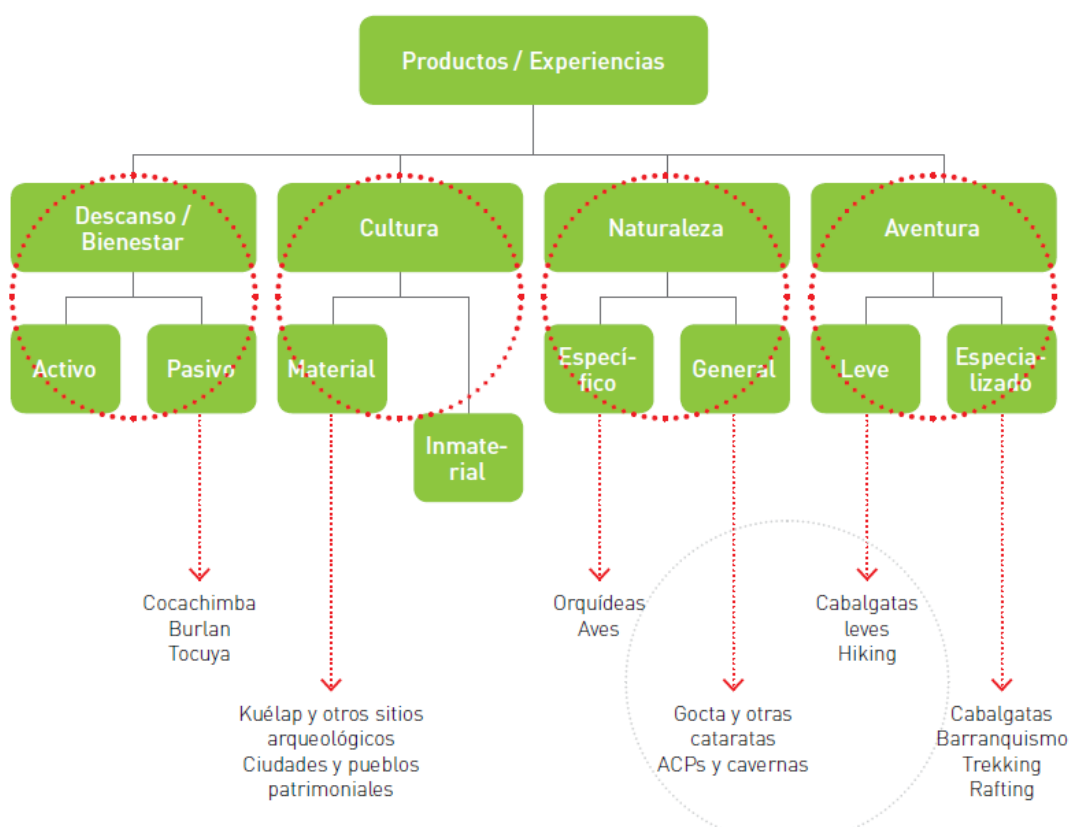 Productos / Experiencias
Descanso /
Bienestar
Cultura
Naturaleza
Aventura
Activo
Pasivo
Material
Inmate-
rial
Específi-
fico
General
Leve
Especia-
lizado
Cocachimba
Burlan
Tocuya
Kuélap y otros sitios
arqueológicos
Ciudades y pueblos
patrimoniales
Orquídeas
Aves
Gocta y otras
cataratas
ACPs y cavernas
Cabalgatas
leves
Hiking
Cabalgatas
Barranquismo
Trekking
Rafting